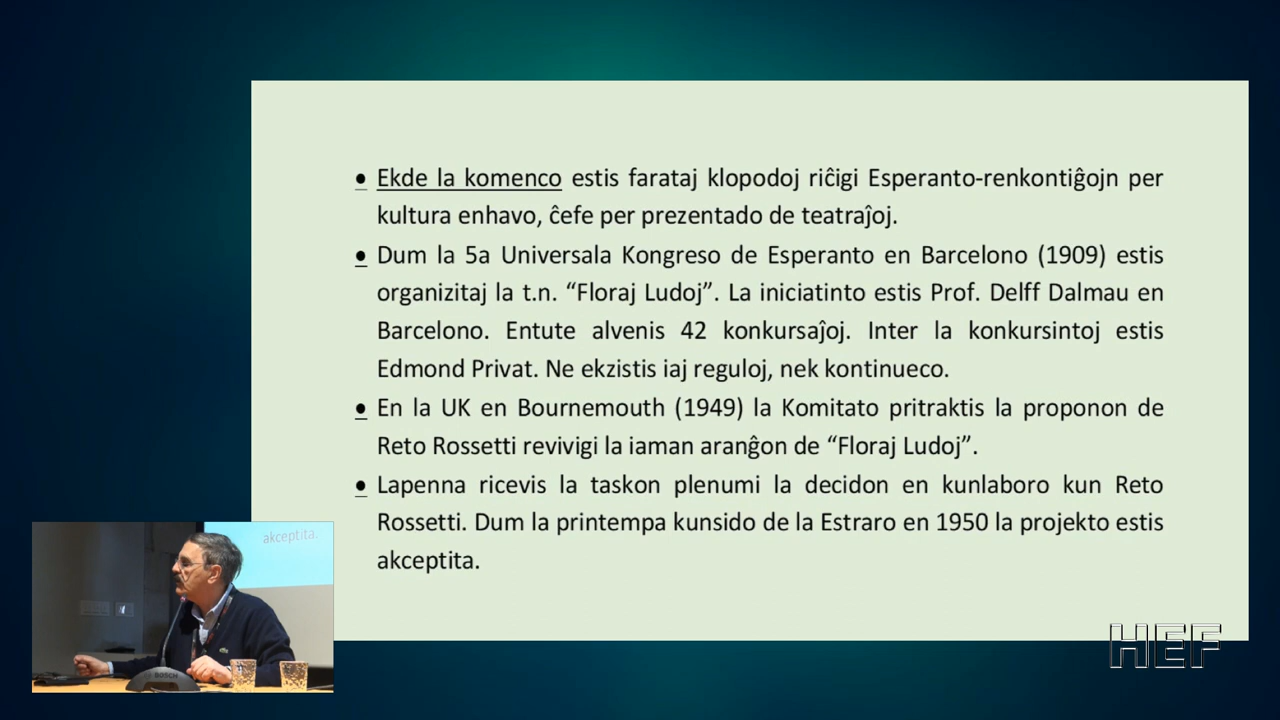 • Ekde la komenco estis farataj klopodoj riĉigi Esperanto-renkontiĝojn per
kultura enhavo, ĉefe per prezentado de teatraĵoj.
• Dum la 5a Universala Kongreso de Esperanto en Barcelono (1909) estis
organizitaj la t.n. “Floraj Ludoj”. La iniciatinto estis Prof. Delff Dalmau en
Barcelono. Entute alvenis 42 konkursaĵoj. Inter la konkursintoj estis
Edmond Privat. Ne ekzistis iaj reguloj, nek kontinueco.
• En la UK en Bournemouth (1949) la Komitato pritraktis la proponon de
Reto Rossetti revivigi la iaman aranĝon de “Floraj Ludoj”.
• Lapenna ricevis la taskon plenumi la decidon en kunlaboro kun Reto
Rossetti. Dum la printempa kunsido de la Estraro en 1950 la projekto estis
akceptita.
akceptita.
BOSCH
HEF